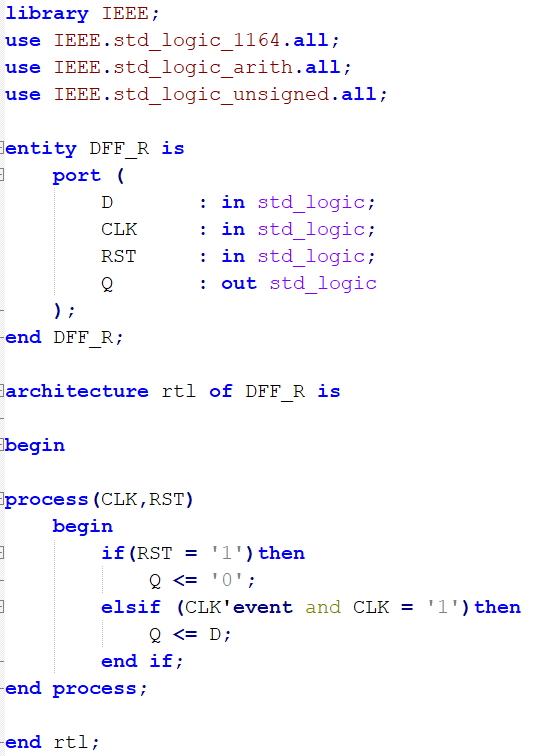 library IEEE;
use IEEE.std_logic_1164.all;
use IEEE.std_logic_arith.all;
use IEEE.std_logic_unsigned.all;
entity DFF_R is
    port (
        D       : in std_logic;
        CLK     : in std_logic;
        RST     : in std_logic;
        Q       : out std_logic
    );
end DFF_R;
architecture rtl of DFF_R is
begin
process(CLK,RST)
    begin
        if(RST = '1')then
            Q <= '0';
        elsif (CLK'event and CLK = '1')then
            Q <= D;
        end if;
end process;
end rtl;